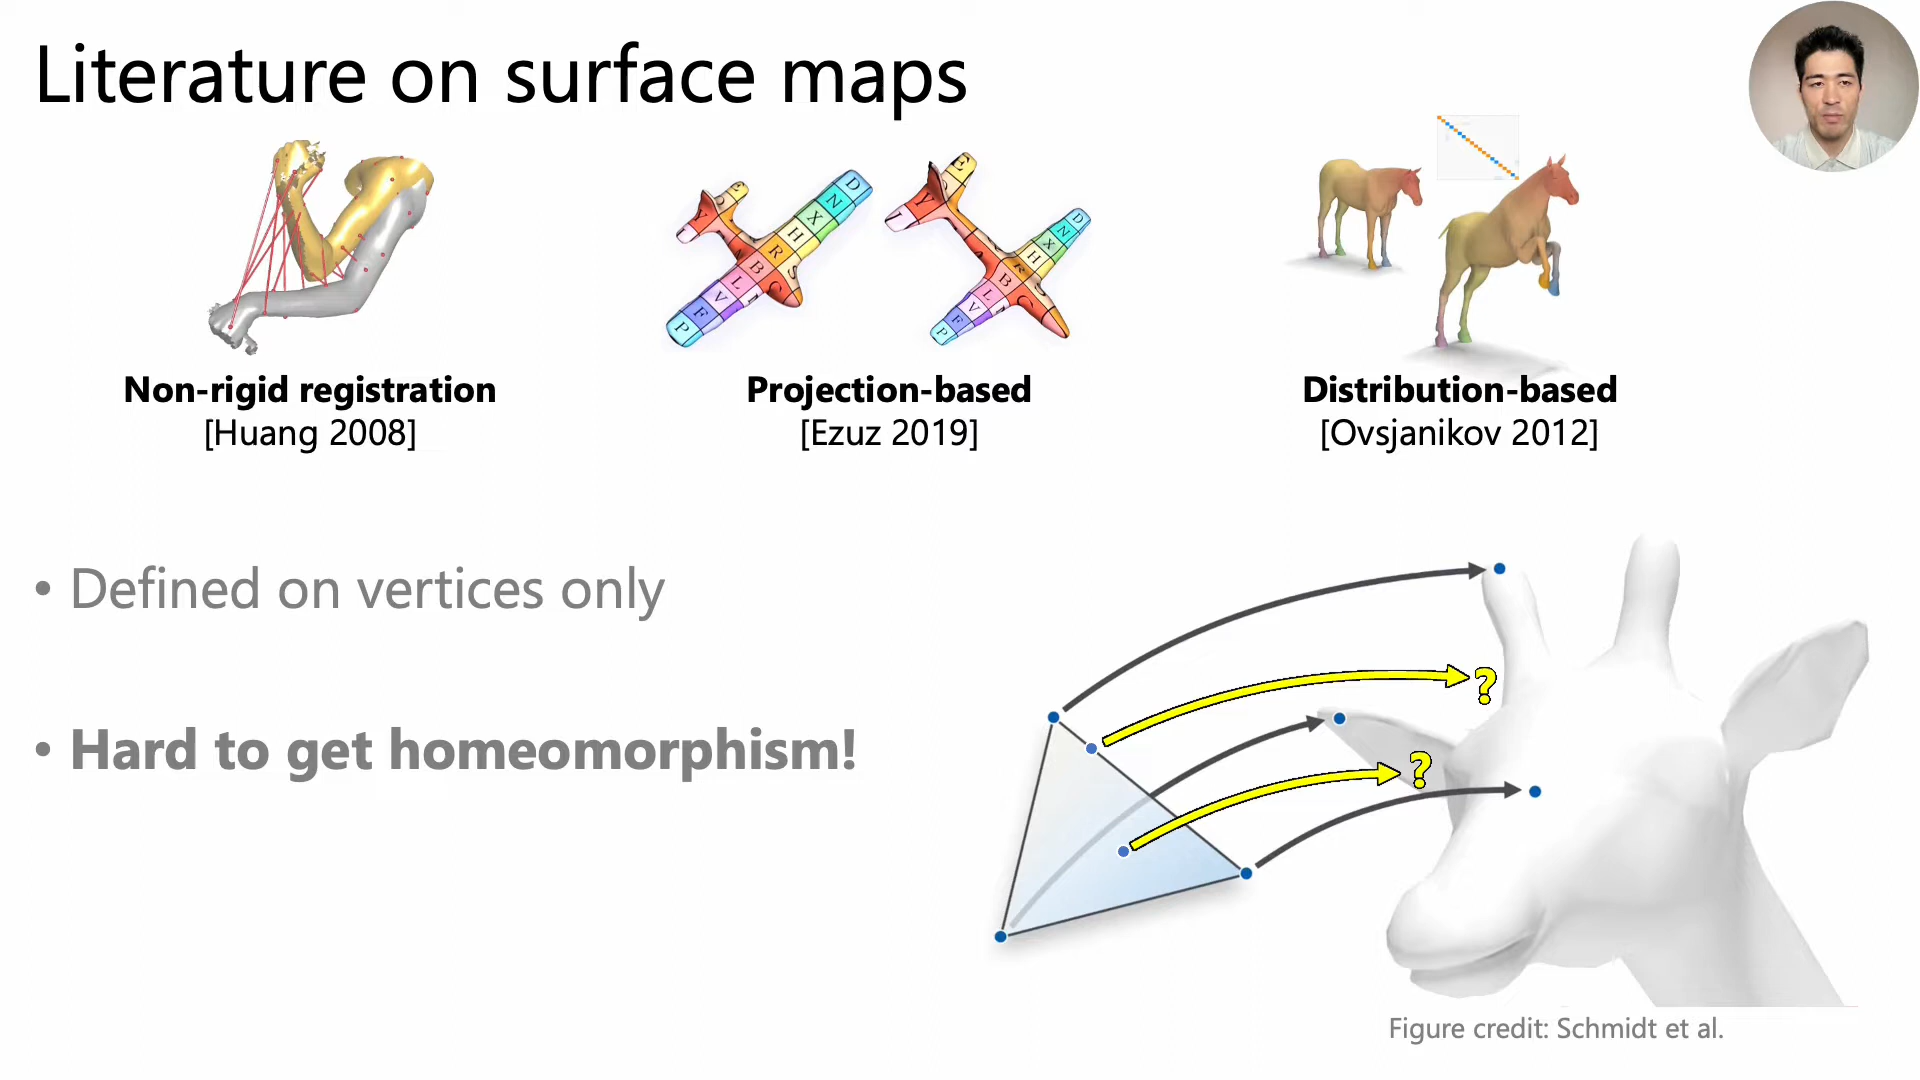 Literature on surface maps
Non-rigid registration
[Huang 2008]
Projection-based
[Ezuz 2019]
Distribution-based
[Ovsjanikov 2012]
• Defined on vertices only
• Hard to get homeomorphism!
?
?
Figure credit: Schmidt et al.